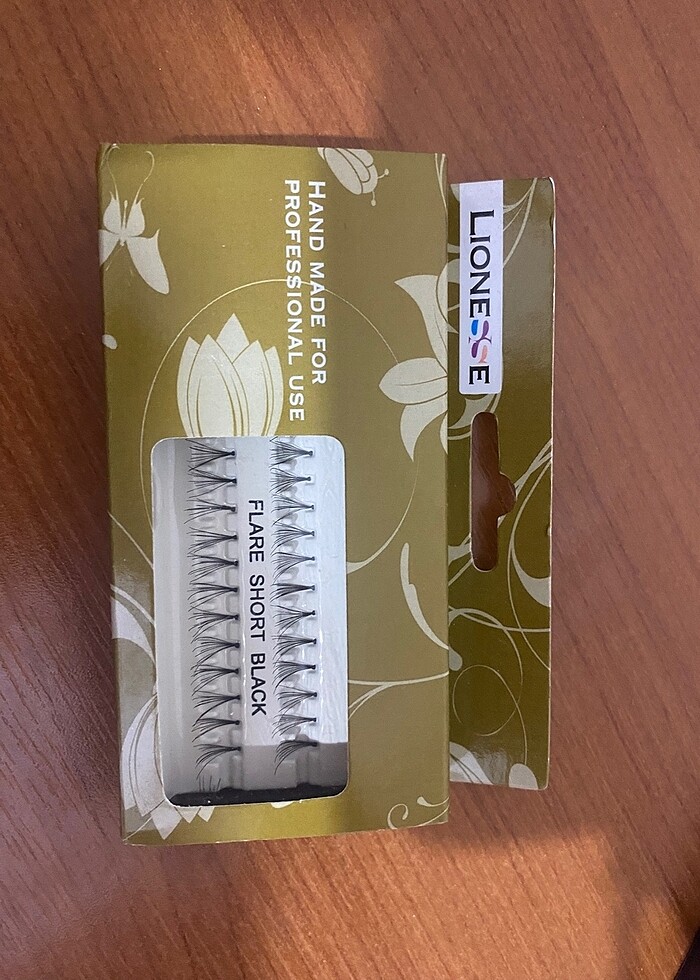 LIONESSE
HAND MADE FOR
PROFESSIONAL USE
FLARE SHORT BLACK